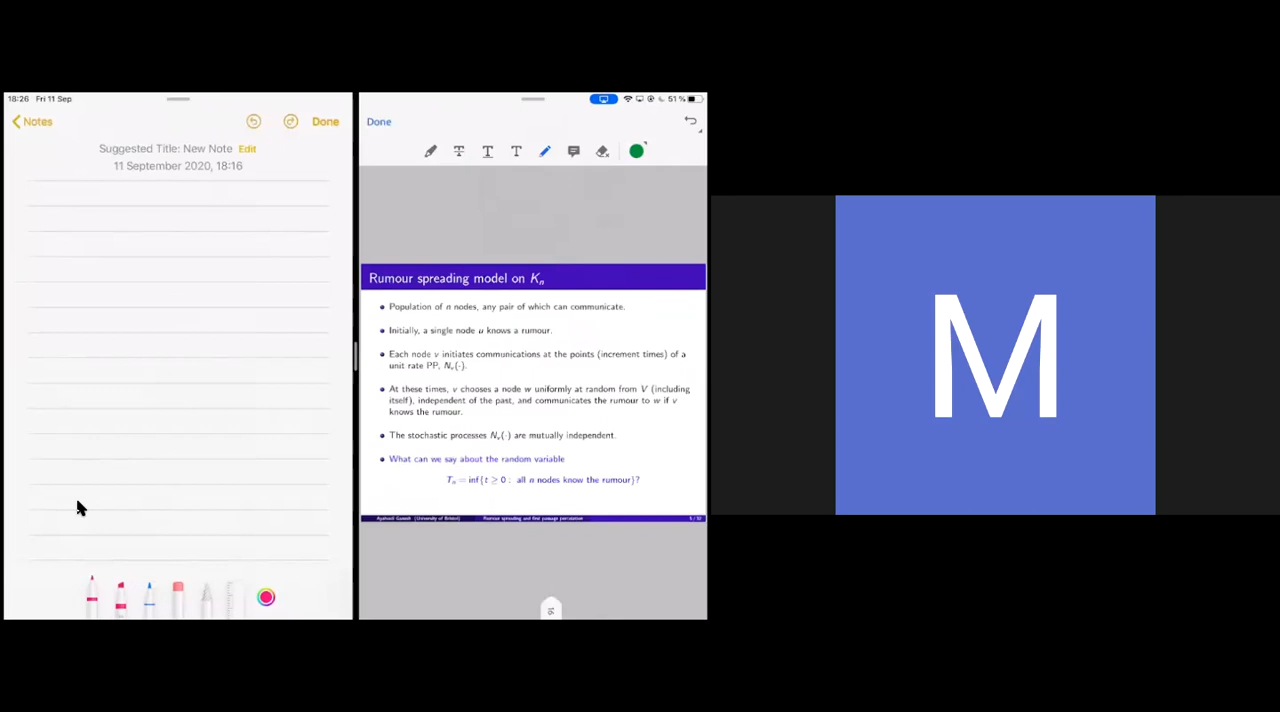 18:26 Fri 11 Sep
Notes
Done
Suggested Title: New Note Edit
11 September 2020, 18:16
51 %
Done
T T T
Rumour spreading model on Kn
• Population of n nodes, any pair of which can communicate.
• Initially, a single node u knows a rumour.
• Each node v initiates communications at the points (increment times) of a
unit rate PP, Nv(·).
• At these times, v chooses a node w uniformly at random from V (including
itself), independent of the past, and communicates the rumour to w if v
knows the rumour.
• The stochastic processes Nv(·) are mutually independent.
• What can we say about the random variable
Tn = inf{t ≥ 0 : all n nodes know the rumour}?
(University of Bristol) Rumour spreading and first passage percolation
16
M